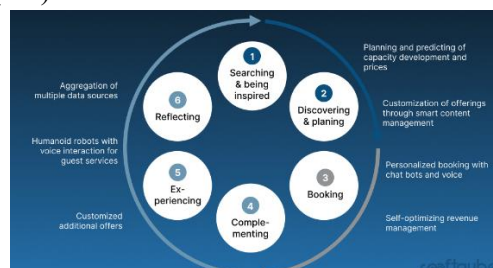 1
Searching
& being
inspired
2
Discovering
& planing
3
Booking
4
Comple-
menting
5
Ex-
periencing
6
Reflecting
Planning and predicting of
capacity development and
prices
Customization of offerings
through smart content
management
Personalized booking with
chat bots and voice
Self-optimizing revenue
management
Customized
additional offers
Humanoid robots with
voice interaction for
guest services
Aggregation of
multiple data sources